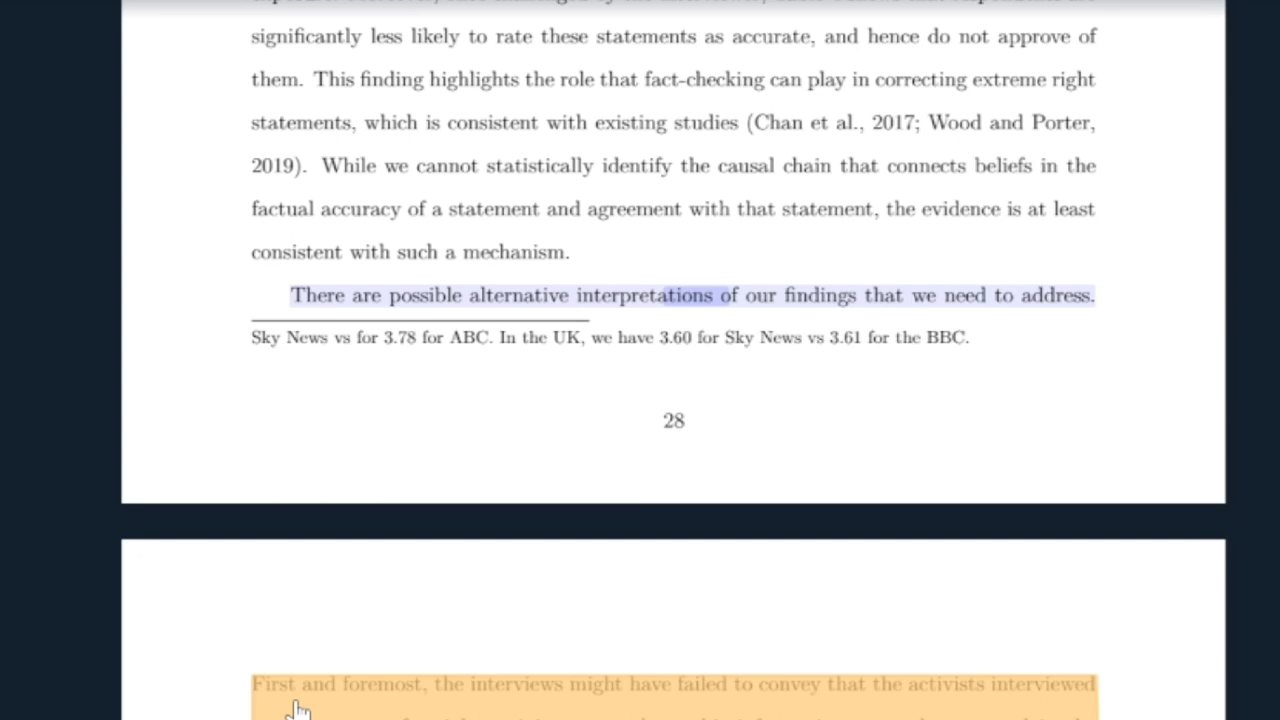 significantly less likely to rate these statements as accurate, and hence do not approve of
them. This finding highlights the role that fact-checking can play in correcting extreme right
statements, which is consistent with existing studies (Chan et al., 2017; Wood and Porter,
2019). While we cannot statistically identify the causal chain that connects beliefs in the
factual accuracy of a statement and agreement with that statement, the evidence is at least
consistent with such a mechanism.
There are possible alternative interpretations of our findings that we need to address.
Sky News vs for 3.78 for ABC. In the UK, we have 3.60 for Sky News vs 3.61 for the BBC.
28
First and foremost, the interviews might have failed to convey that the activists interviewed